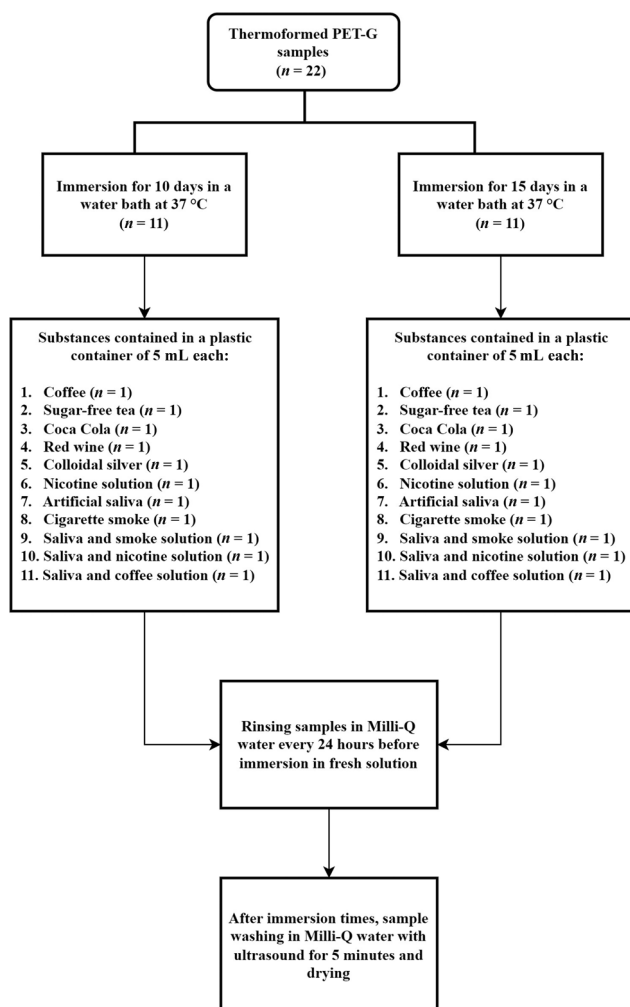 Thermoformed PET-G
samples
(n = 22)
Immersion for 10 days in a
water bath at 37 °C
(n = 11)
Immersion for 15 days in a
water bath at 37 °C
(n = 11)
Substances contained in a plastic
container of 5 mL each:
1. Coffee (n = 1)
2. Sugar-free tea (n = 1)
3. Coca Cola (n = 1)
4. Red wine (n = 1)
5. Colloidal silver (n = 1)
6. Nicotine solution (n = 1)
7. Artificial saliva (n = 1)
8. Cigarette smoke (n = 1)
9. Saliva and smoke solution (n = 1)
10. Saliva and nicotine solution (n = 1)
11. Saliva and coffee solution (n = 1)
Substances contained in a plastic
container of 5 mL each:
1. Coffee (n = 1)
2. Sugar-free tea (n = 1)
3. Coca Cola (n = 1)
4. Red wine (n = 1)
5. Colloidal silver (n = 1)
6. Nicotine solution (n = 1)
7. Artificial saliva (n = 1)
8. Cigarette smoke (n = 1)
9. Saliva and smoke solution (n = 1)
10. Saliva and nicotine solution (n = 1)
11. Saliva and coffee solution (n = 1)
Rinsing samples in Milli-Q
water every 24 hours before
immersion in fresh solution
After immersion times, sample
washing in Milli-Q water with
ultrasound for 5 minutes and
drying